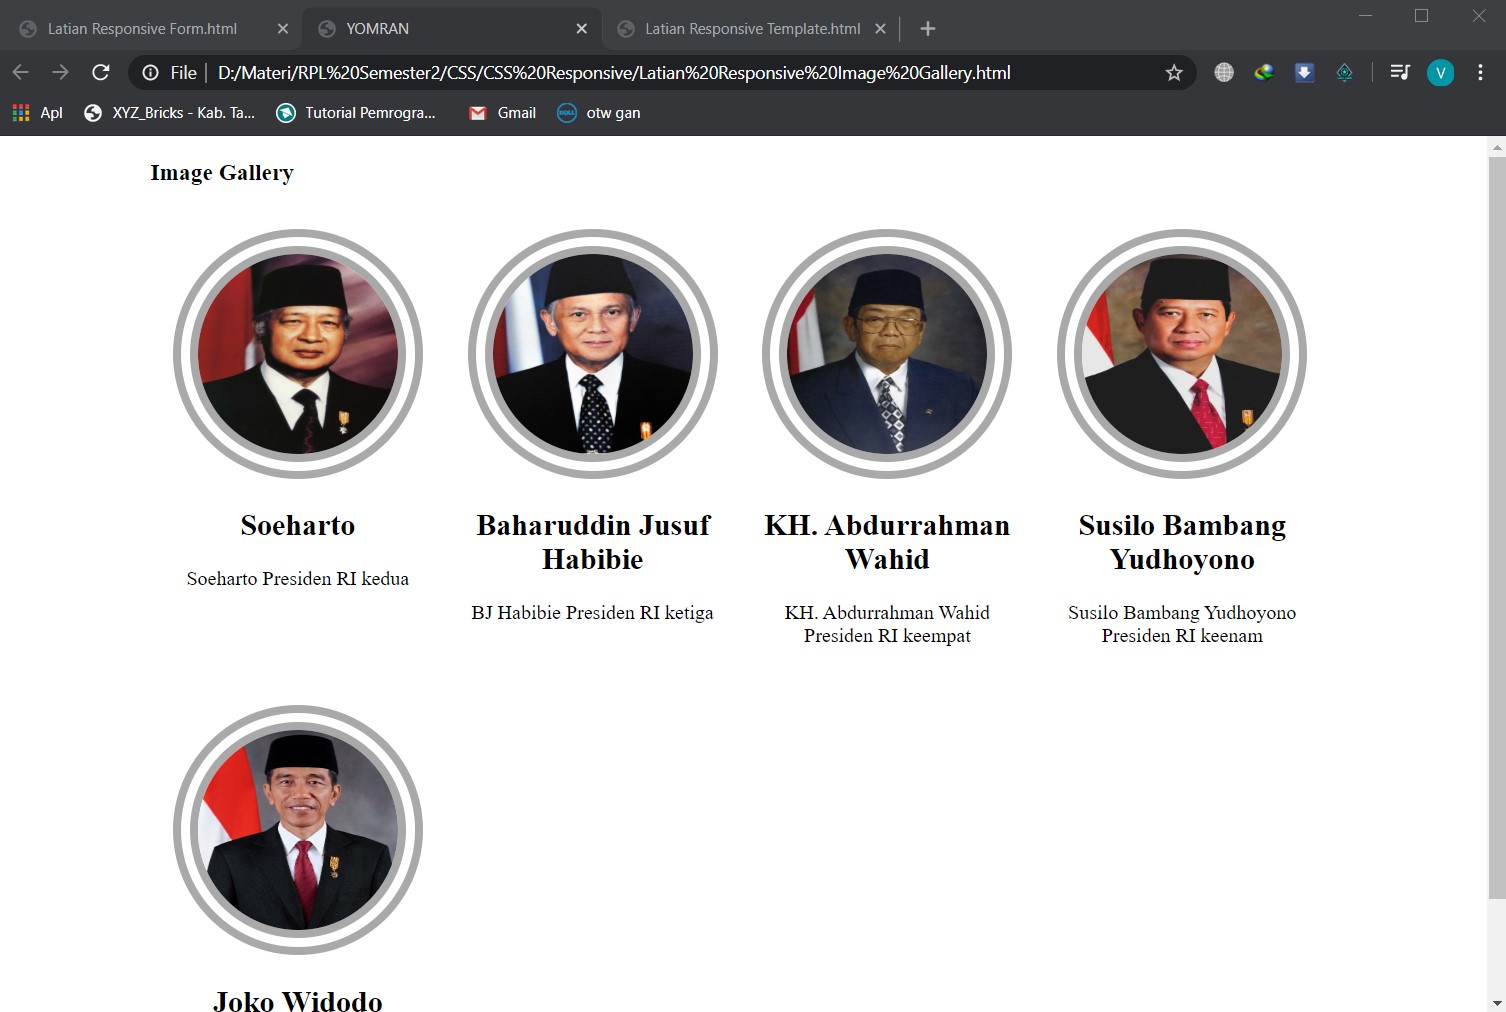 Latian Responsive Form.html
YOMRAN
Latian Responsive Template.html
File
D:/Materi/RPL%20Semester2/CSS/CSS%20Responsive/Latian%20Responsive%20Image%20Gallery.html
V
Apl
XYZ_Bricks - Kab. Ta...
Tutorial Pemrogra...
Gmail
DELL
otw gan
Image Gallery
Soeharto
Soeharto Presiden RI kedua
Baharuddin Jusuf
Habibie
BJ Habibie Presiden RI ketiga
KH. Abdurrahman
Wahid
KH. Abdurrahman Wahid
Presiden RI keempat
Susilo Bambang
Yudhoyono
Susilo Bambang Yudhoyono
Presiden RI keenam
Joko Widodo